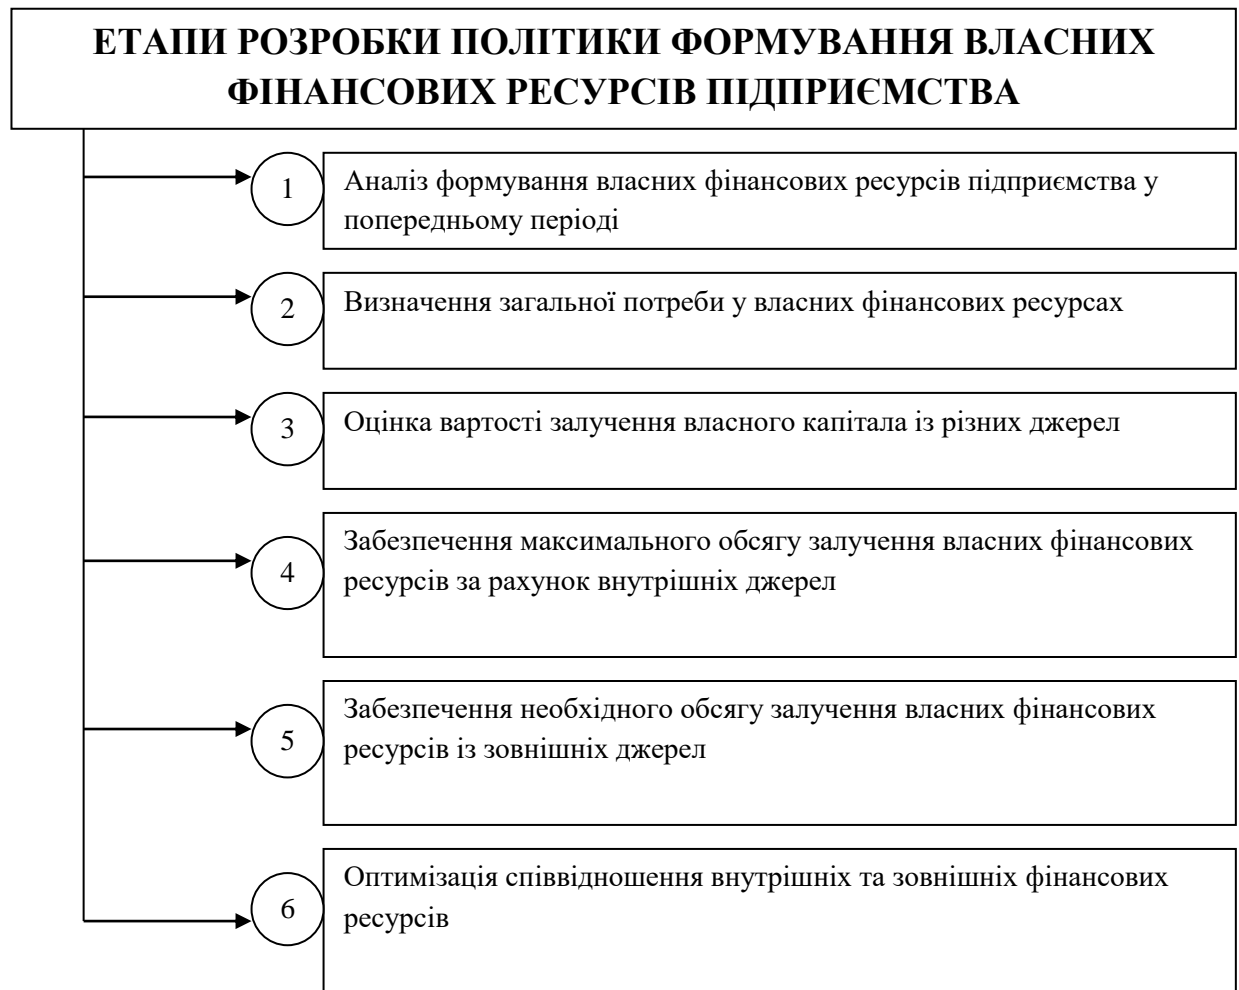 ЕТАПИ РОЗРОБКИ ПОЛІТИКИ ФОРМУВАННЯ ВЛАСНИХ
ФІНАНСОВИХ РЕСУРСІВ ПІДПРИЄМСТВА
1
Аналіз формування власних фінансових ресурсів підприємства у
попередньому періоді
2
Визначення загальної потреби у власних фінансових ресурсах
3
Оцінка вартості залучення власного капітала із різних джерел
4
Забезпечення максимального обсягу залучення власних фінансових
ресурсів за рахунок внутрішніх джерел
5
Забезпечення необхідного обсягу залучення власних фінансових
ресурсів із зовнішніх джерел
6
Оптимізація співвідношення внутрішніх та зовнішніх фінансових
ресурсів